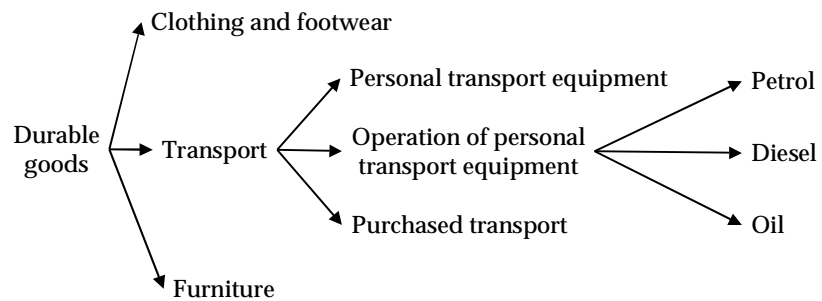 Clothing and footwear
Personal transport equipment
Petrol
Durable
goods
Transport
Operation of personal
transport equipment
Diesel
Purchased transport
Oil
Furniture